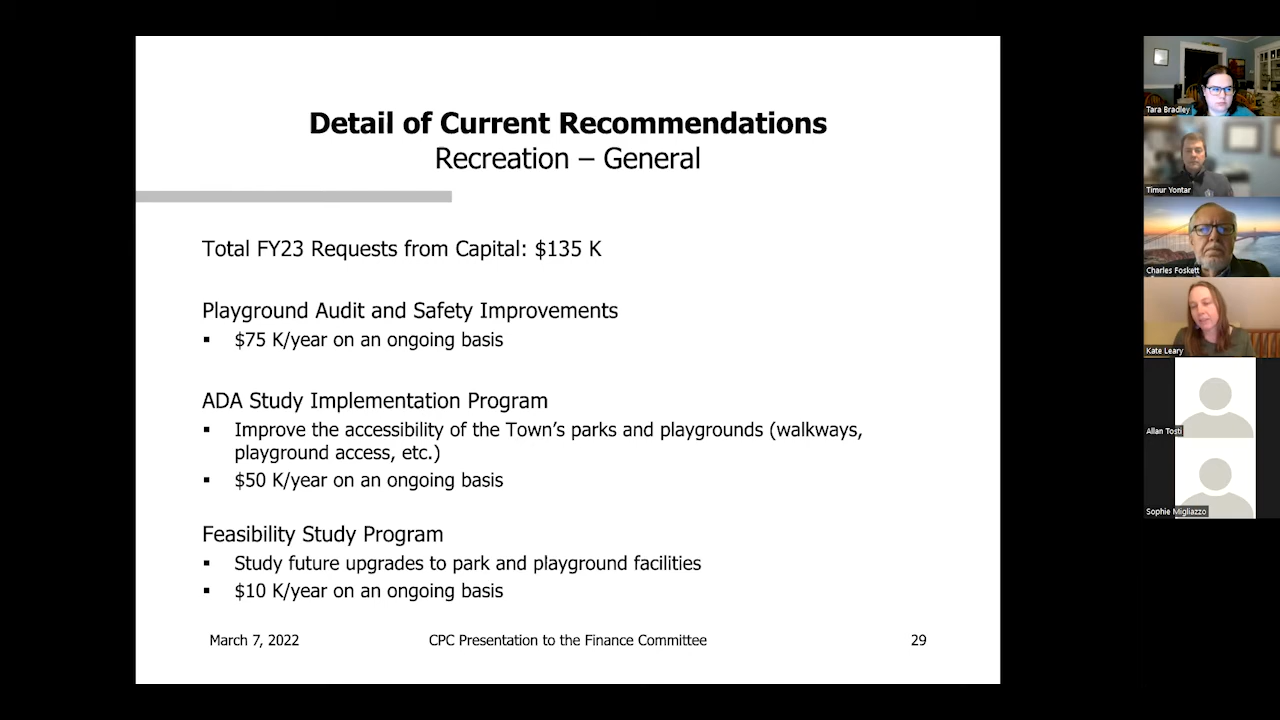 Detail of Current Recommendations
Recreation – General
Total FY23 Requests from Capital: $135 K
Playground Audit and Safety Improvements
▪ $75 K/year on an ongoing basis
ADA Study Implementation Program
▪ Improve the accessibility of the Town’s parks and playgrounds (walkways,
playground access, etc.)
▪ $50 K/year on an ongoing basis
Feasibility Study Program
▪ Study future upgrades to park and playground facilities
▪ $10 K/year on an ongoing basis
March 7, 2022 CPC Presentation to the Finance Committee 29
Tara Bradley
Timur Yontar
Charles Foskett
Kate Leary
Allan Tosti
Sophie Migliazzo